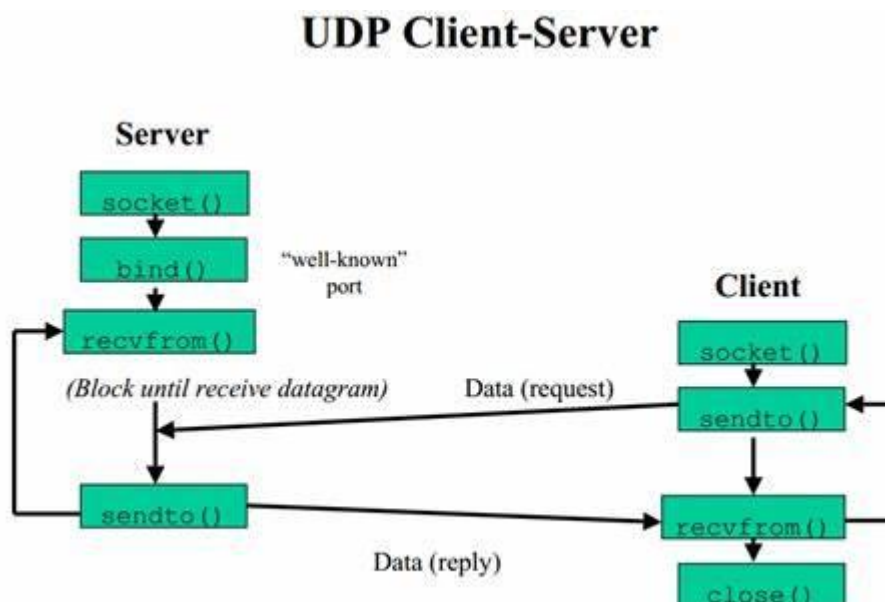 UDP Client-Server
Server
socket()
bind()
“well-known”
port
recvfrom()
(Block until receive datagram)
sendto()
Client
socket()
Data (request)
sendto()
recvfrom()
Data (reply)
close()